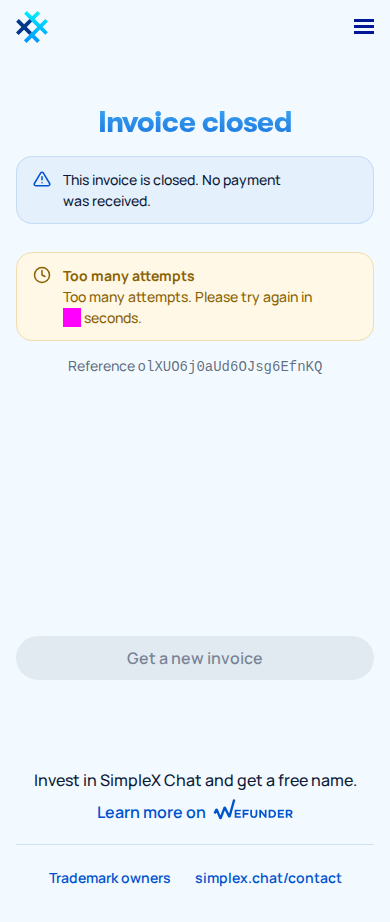 Invoice closed
This invoice is closed. No payment
was received.
Too many attempts
Too many attempts. Please try again in
seconds.
Reference olXUO6j0aUd6OJsg6EfnKQ
Get a new invoice
Invest in SimpleX Chat and get a free name.
Learn more on WEFUNDER
Trademark owners simplex.chat/contact